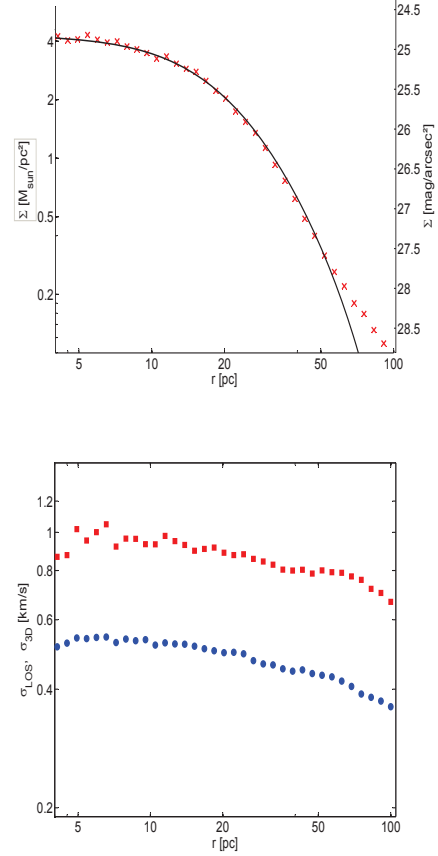 24.5
4
25
2
25.5
Σ [M_sun/pc²]
1
26
26.5
Σ [mag/arcsec²]
0.5
27
27.5
0.2
28
28.5
5 10 20 50 100
r [pc]
1.2
1
0.8
σ_LOS, σ_3D [km/s]
0.6
0.4
0.2
5 10 20 50 100
r [pc]